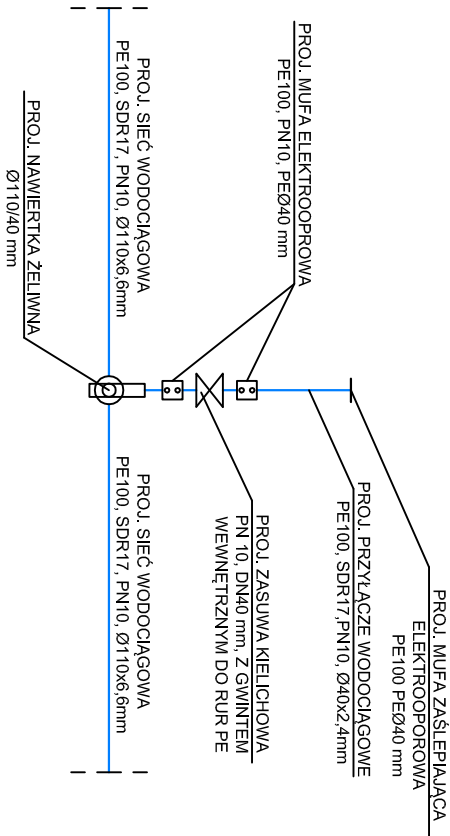 PROJ. MUFA ZAŚLEPIAJĄCA
ELEKTROOPOROWA
PE100 PEØ40 mm
PROJ. PRZYŁĄCZE WODOCIĄGOWE
PE100, SDR17,PN10, Ø40x2,4mm
PROJ. MUFA ELEKTROOPROWA
PE100, PN10, PEØ40 mm
PROJ. ZASUWA KIELICHOWA
PN 10, DN40 mm, Z GWINTEM
WEWNĘTRZNYM DO RUR PE
PROJ. SIEĆ WODOCIĄGOWA
PE100, SDR17, PN10, Ø110x6,6mm
PROJ. SIEĆ WODOCIĄGOWA
PE100, SDR17, PN10, Ø110x6,6mm
PROJ. NAWIERTKA ŻELIWNA
Ø110/40 mm